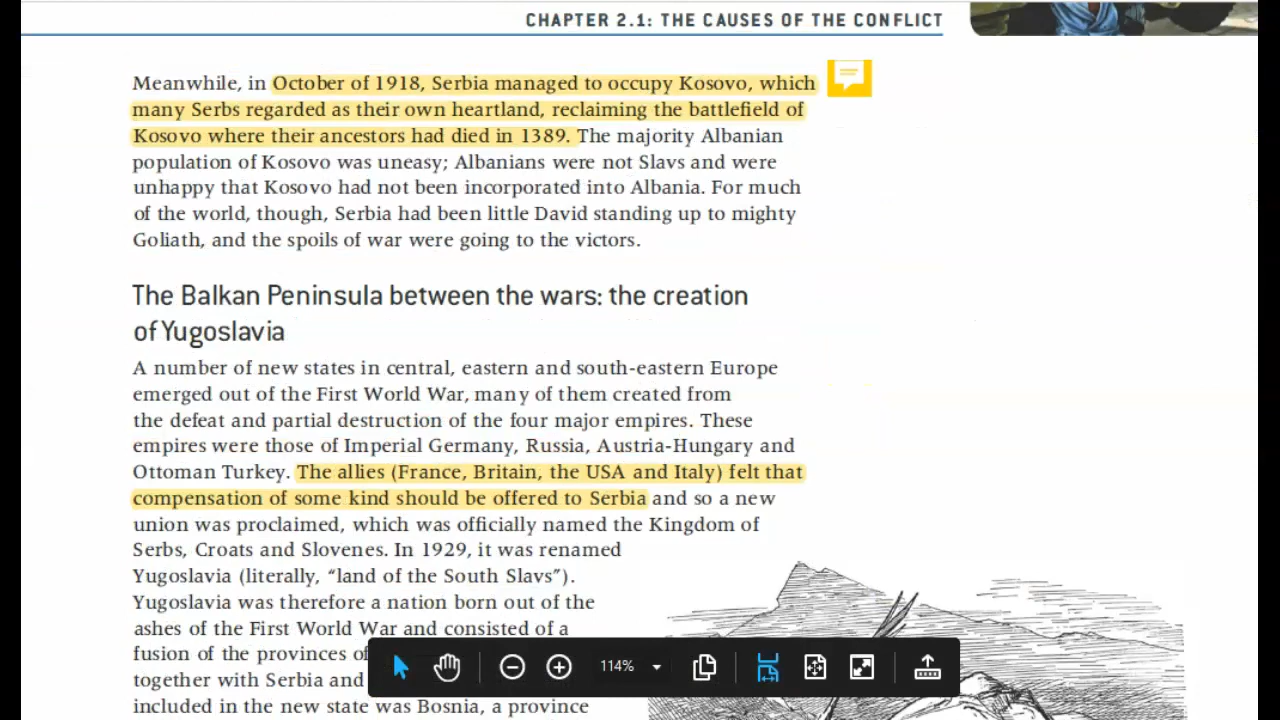 CHAPTER 2.1: THE CAUSES OF THE CONFLICT
Meanwhile, in October of 1918, Serbia managed to occupy Kosovo, which
many Serbs regarded as their own heartland, reclaiming the battlefield of
Kosovo where their ancestors had died in 1389. The majority Albanian
population of Kosovo was uneasy; Albanians were not Slavs and were
unhappy that Kosovo had not been incorporated into Albania. For much
of the world, though, Serbia had been little David standing up to mighty
Goliath, and the spoils of war were going to the victors.
The Balkan Peninsula between the wars: the creation
of Yugoslavia
A number of new states in central, eastern and south-eastern Europe
emerged out of the First World War, many of them created from
the defeat and partial destruction of the four major empires. These
empires were those of Imperial Germany, Russia, Austria-Hungary and
Ottoman Turkey. The allies (France, Britain, the USA and Italy) felt that
compensation of some kind should be offered to Serbia and so a new
union was proclaimed, which was officially named the Kingdom of
Serbs, Croats and Slovenes. In 1929, it was renamed
Yugoslavia (literally, “land of the South Slavs”).
Yugoslavia was therefore a nation born out of the
ashes of the First World War and consisted of a
fusion of the provinces of
together with Serbia and
included in the new state was Bosnia, a province
114%